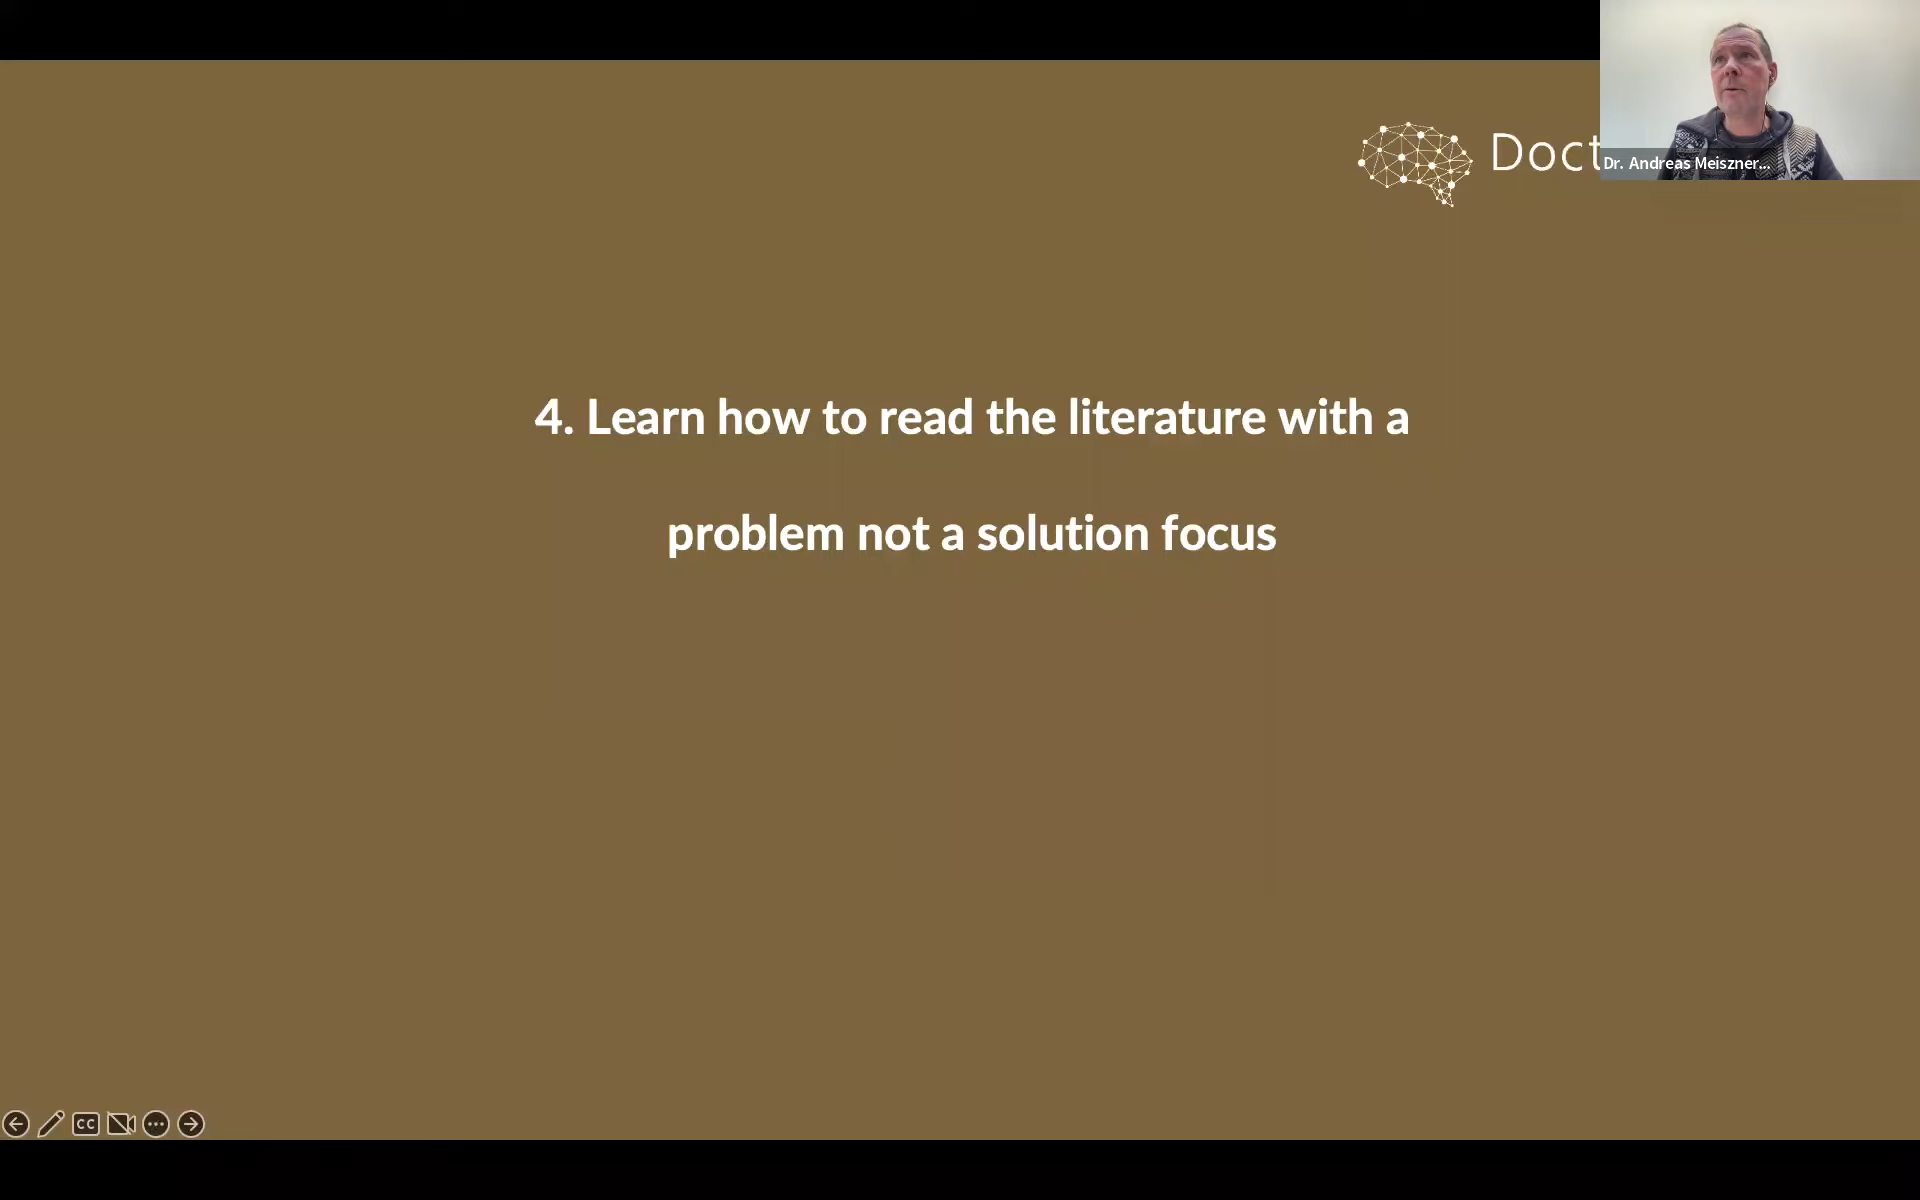 Doct
Dr. Andreas Meiszner...
4. Learn how to read the literature with a
problem not a solution focus
CC